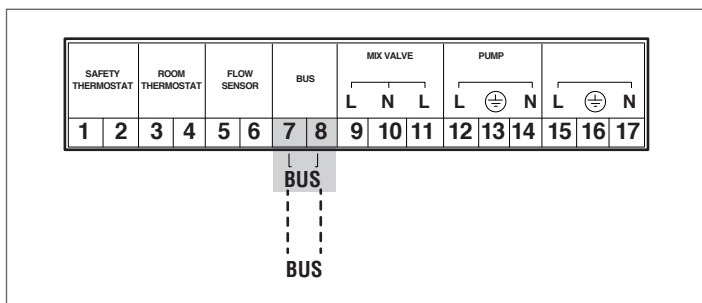 SAFETY THERMOSTAT
ROOM THERMOSTAT
FLOW SENSOR
BUS
MIX VALVE
PUMP
L N L L N L N
1 2 3 4 5 6 7 8 9 10 11 12 13 14 15 16 17
BUS
BUS